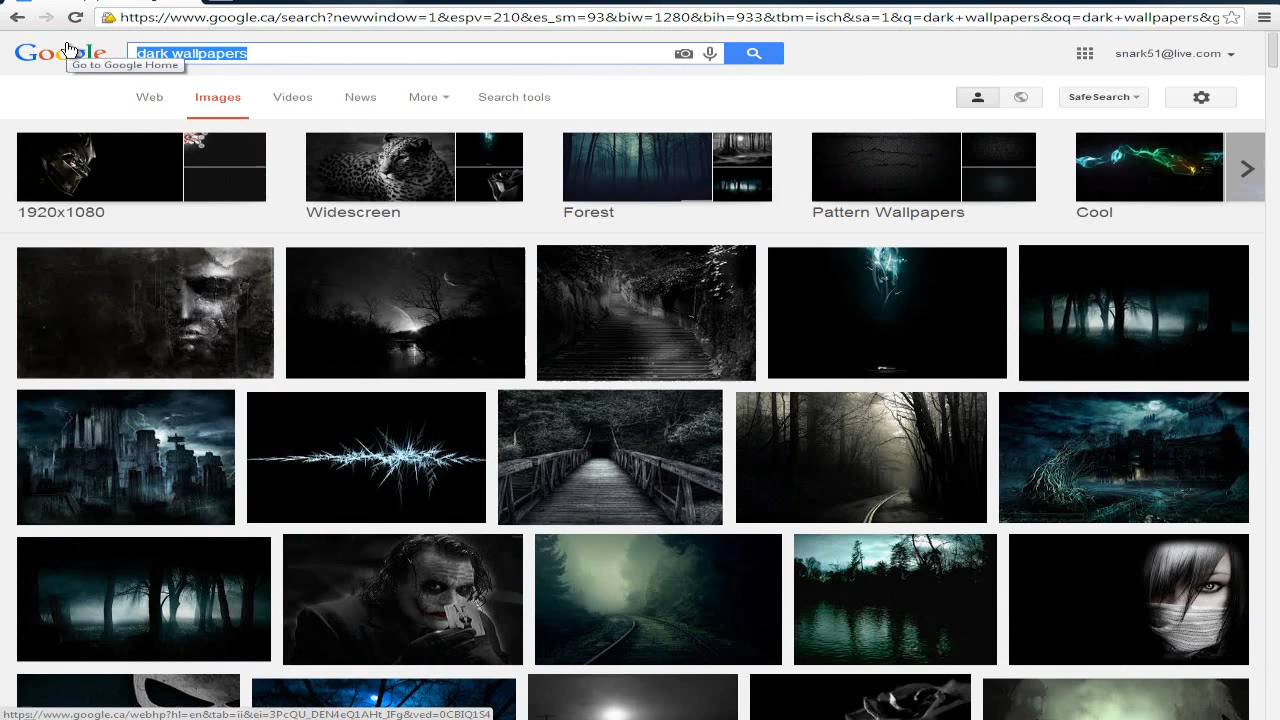 https://www.google.ca/search?newwindow=1&espv=210&es_sm=93&biw=1280&bih=933&tbm=isch&sa=1&q=dark+wallpapers&oq=dark+wallpapers&g
Google
dark wallpapers
snark51@live.com
Go to Google Home
Web
Images
Videos
News
More
Search tools
SafeSearch
1920x1080
Widescreen
Forest
Pattern Wallpapers
Cool
https://www.google.ca/webhp?hl=en&tab=ii&ei=3PcQU_DEN4eQ1AHt_IFg&ved=0CBIQ1S4